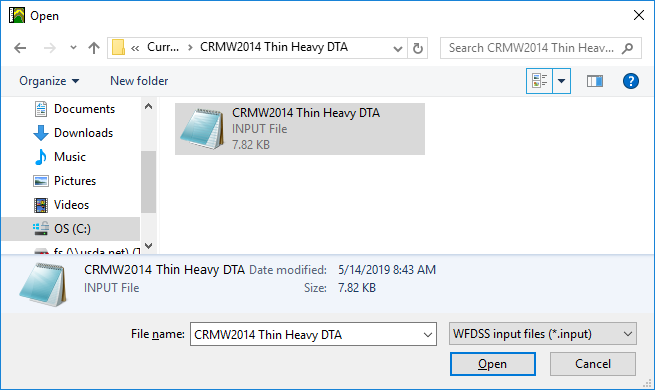 Open
« Curr... > CRMW2014 Thin Heavy DTA
Search CRMW2014 Thin Heav...
Organize
New folder
Documents
Downloads
Music
Pictures
Videos
OS (C:)
fs (\\usda.net) (T
CRMW2014 Thin Heavy DTA
INPUT File
7.82 KB
CRMW2014 Thin Heavy DTA Date modified: 5/14/2019 8:43 AM
INPUT File Size: 7.82 KB
File name: CRMW2014 Thin Heavy DTA
WFDSS input files (*.input)
Open
Cancel